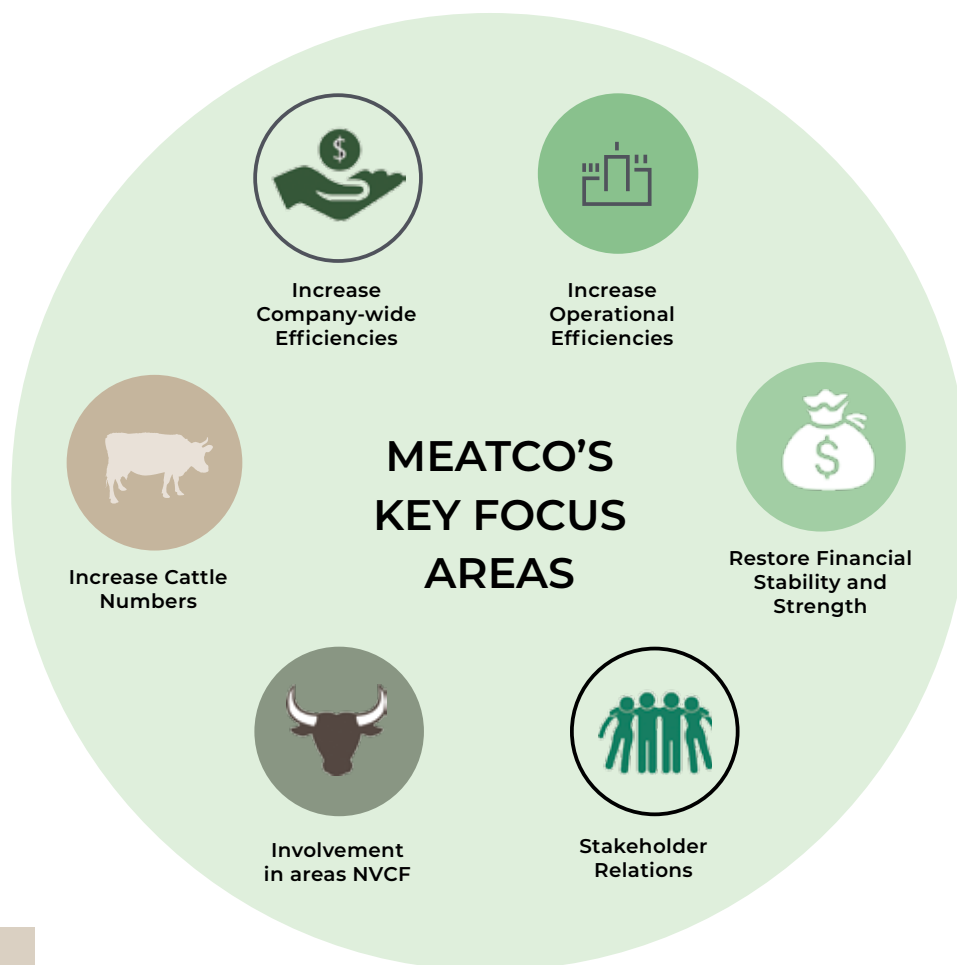 Increase
Company-wide
Efficiencies
Increase
Operational
Efficiencies
MEATCO’S
KEY FOCUS
AREAS
Increase Cattle
Numbers
Restore Financial
Stability and
Strength
Involvement
in areas NVCF
Stakeholder
Relations